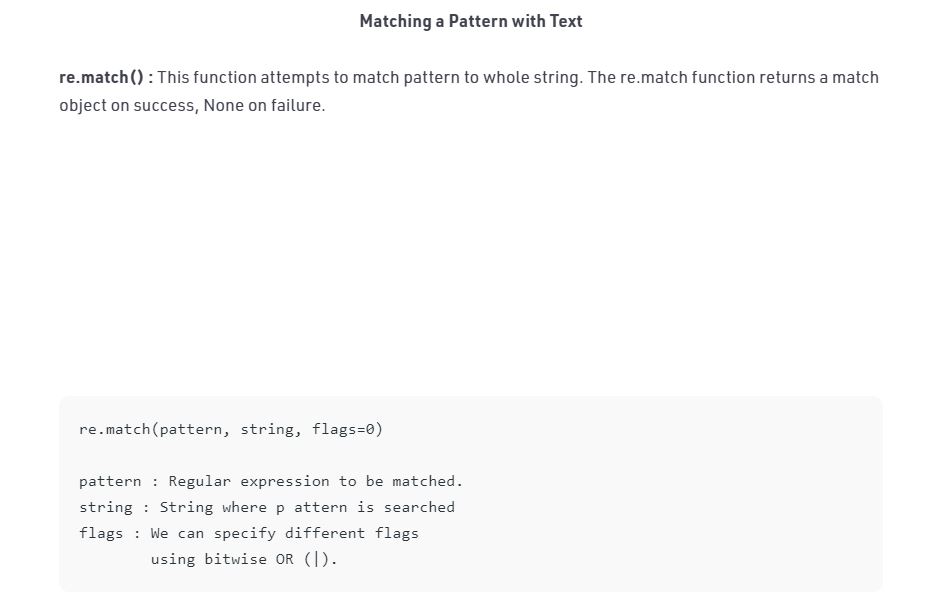 Matching a Pattern with Text
re.match() : This function attempts to match pattern to whole string. The re.match function returns a match
object on success, None on failure.
re.match(pattern, string, flags=0)
pattern : Regular expression to be matched.
string : String where p attern is searched
flags : We can specify different flags
using bitwise OR (|).